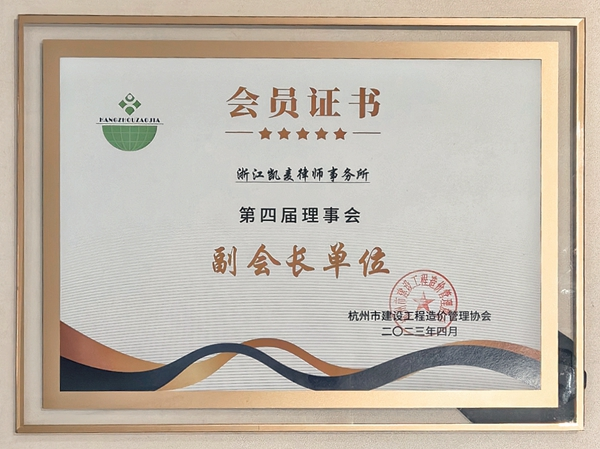 HANGZHOUZAOJIA
会员证书
浙江凯麦律师事务所
第四届理事会
副会长单位
杭州市建设工程造价管理协会
二〇二三年四月